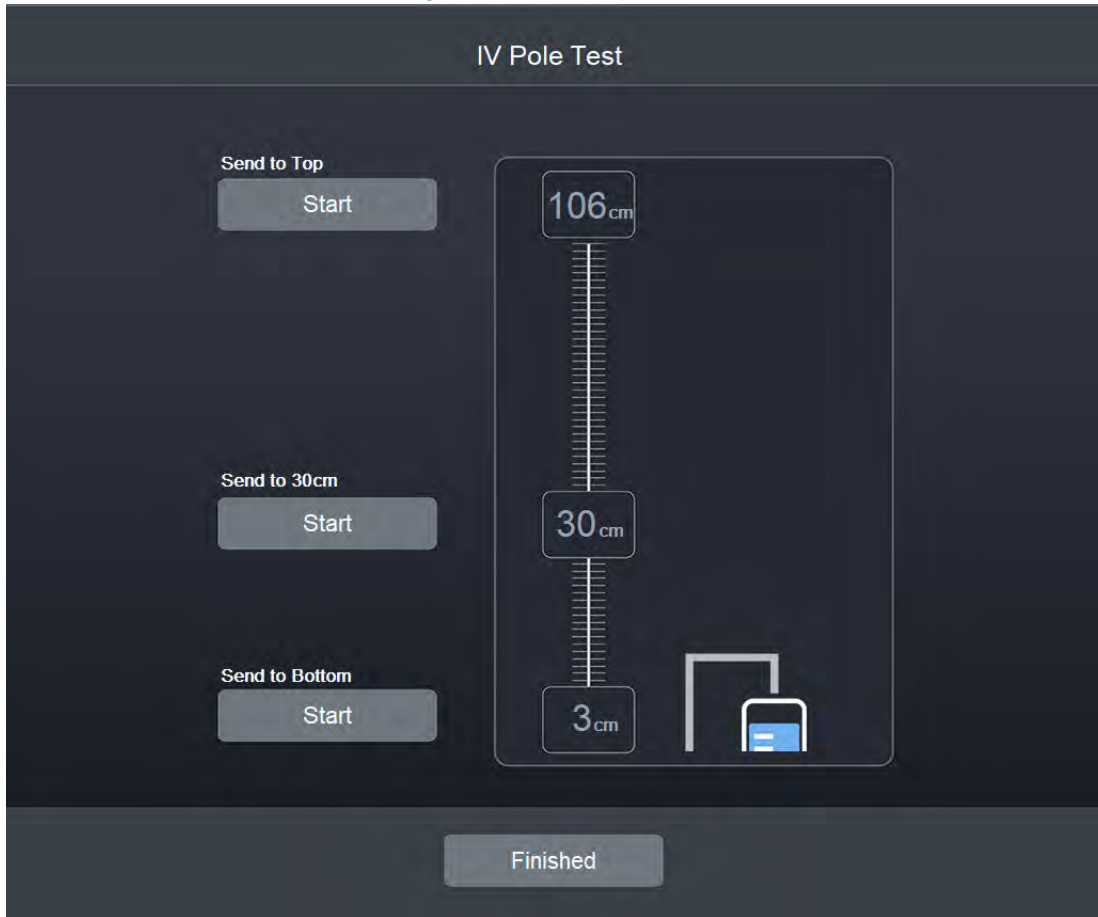 IV Pole Test
Send to Top
Start
106cm
Send to 30cm
Start
30cm
Send to Bottom
Start
3cm
Finished